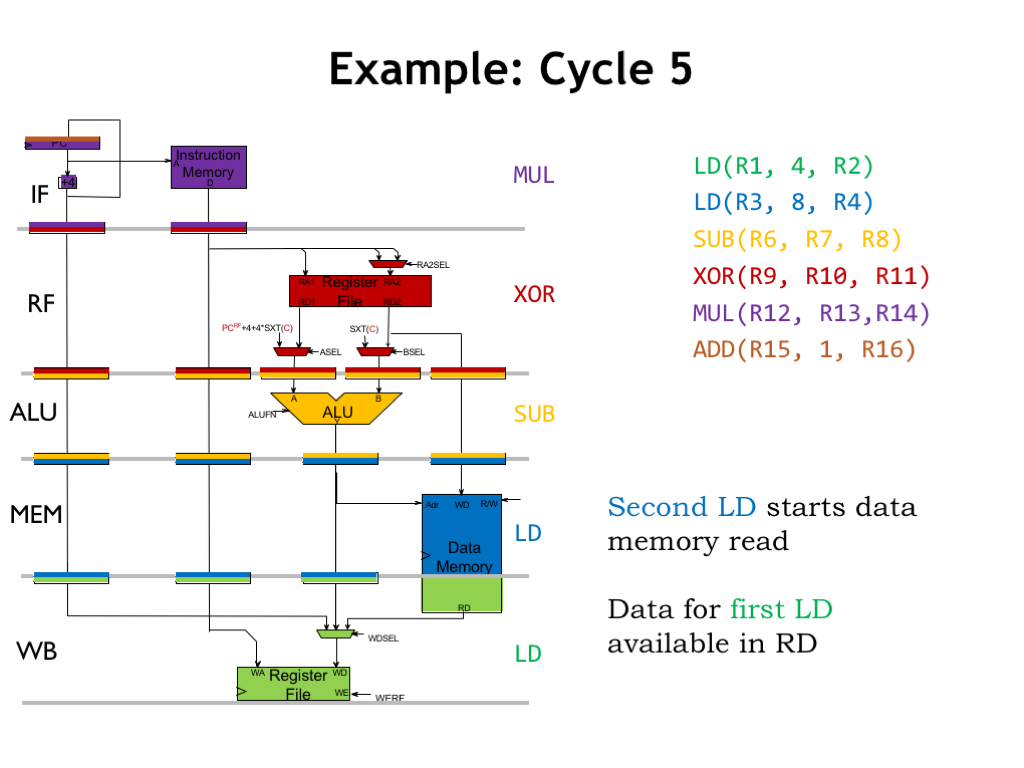 Example: Cycle 5
PC
A
Instruction
Memory
D
+4
IF
MUL
LD(R1, 4, R2)
LD(R3, 8, R4)
SUB(R6, R7, R8)
XOR(R9, R10, R11)
MUL(R12, R13,R14)
ADD(R15, 1, R16)
RA2SEL
RA1 Register RA2
RD1 File RD2
RF
XOR
PCRF+4+4*SXT(C)
SXT(C)
ASEL
BSEL
A
B
ALU
ALUFN
ALU
SUB
Adr WD R/W
MEM
Data
Memory
LD
Second LD starts data
memory read
RD
Data for first LD
available in RD
WDSEL
WB
WA Register WD
File WE
WERF
LD